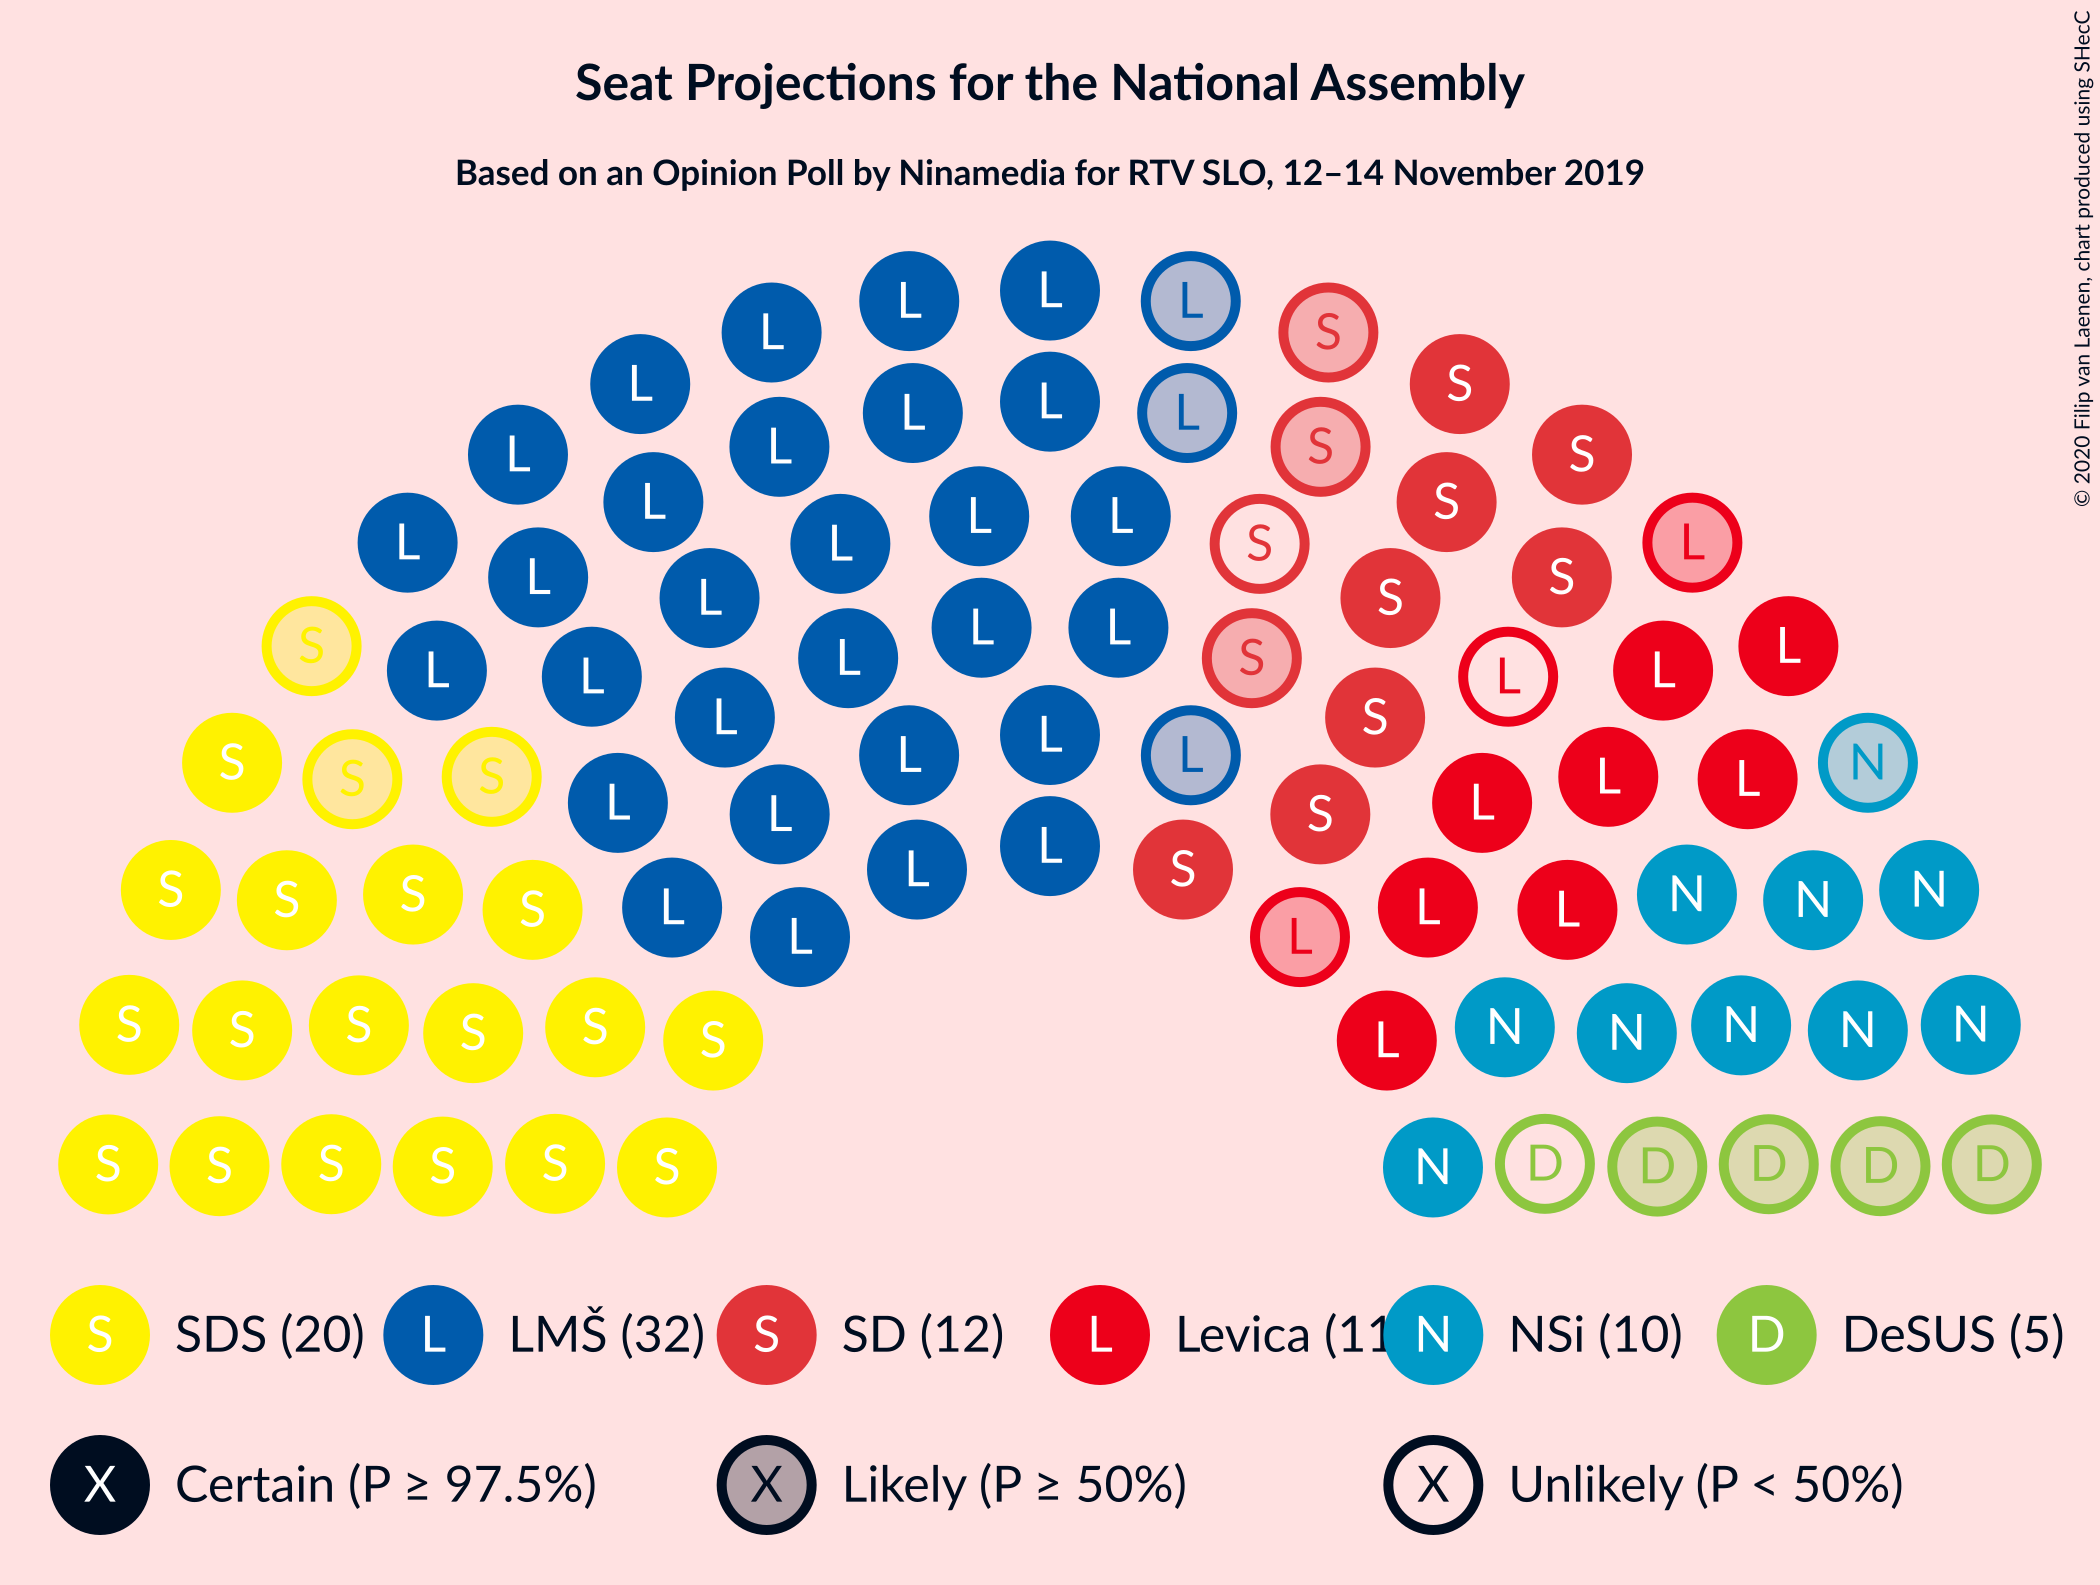 Seat Projections for the National Assembly
Based on an Opinion Poll by Ninamedia for RTV SLO, 12–14 November 2019
© 2020 Filip van Laenen, chart produced using SHecC
L L L L S
L L L S S
L L L L S S
L L L L S S
L L L S S L
S L L L L S L L L
S S S L L L L L S L L L N
L L L S
S S S S L L L L L N N N
S S S S S S L N N N N N
S S S S S S N D D D D D
S SDS (20) L LMŠ (32) S SD (12) L Levica (11 N NSi (10) D DeSUS (5)
X Certain (P ≥ 97.5%) X Likely (P ≥ 50%) X Unlikely (P < 50%)